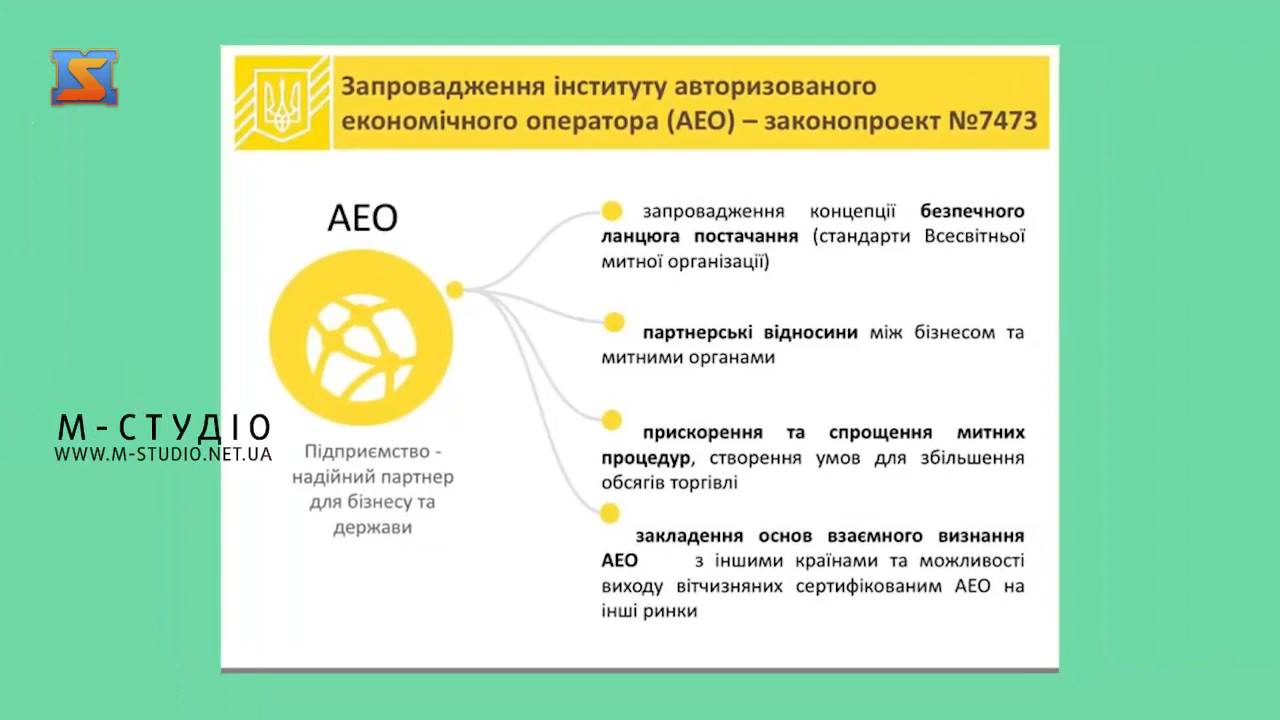 Запровадження інституту авторизованого
економічного оператора (АЕО) – законопроект №7473
АЕО
Підприємство -
надійний партнер
для бізнесу та
держави
запровадження концепції безпечного
ланцюга постачання (стандарти Всесвітньої
митної організації)
партнерські відносини між бізнесом та
митними органами
прискорення та спрощення митних
процедур, створення умов для збільшення
обсягів торгівлі
закладення основ взаємного визнання
АЕО з іншими країнами та можливості
виходу вітчизняних сертифікованим АЕО на
інші ринки
М-СТУДІО
WWW.M-STUDIO.NET.UA